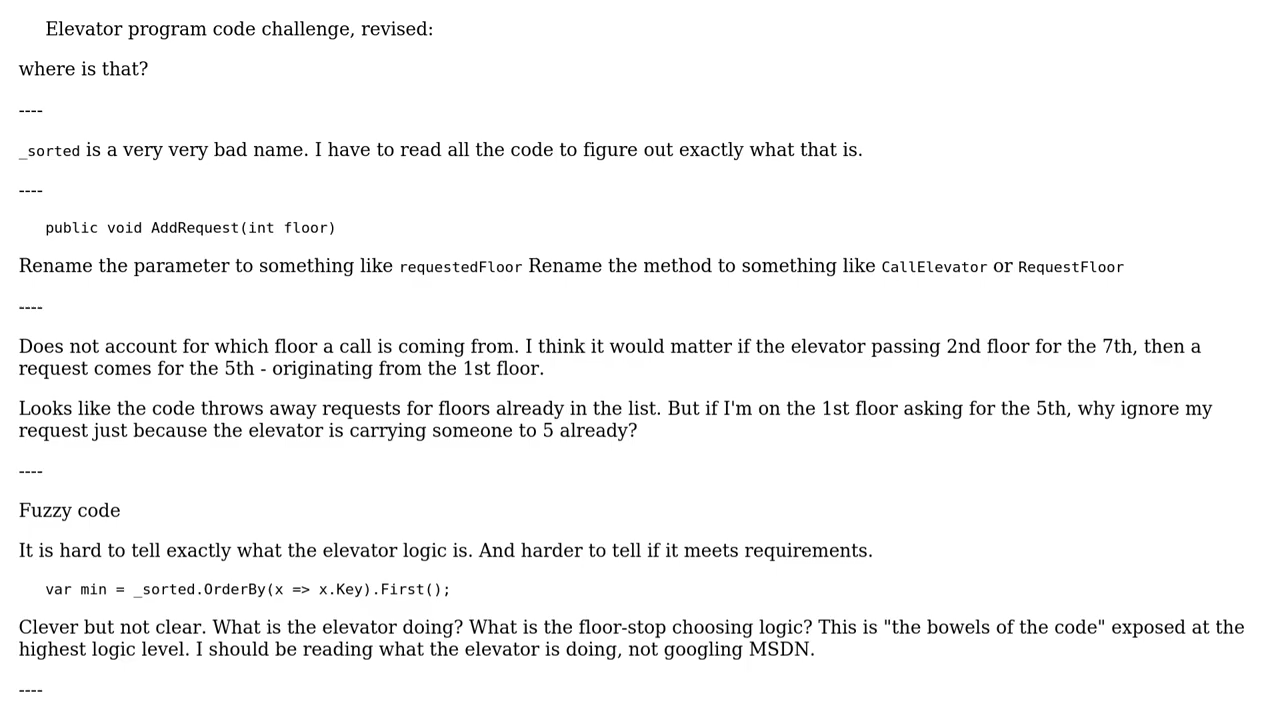 Elevator program code challenge, revised:
where is that?
----
_sorted is a very very bad name. I have to read all the code to figure out exactly what that is.
----
public void AddRequest(int floor)
Rename the parameter to something like requestedFloor Rename the method to something like CallElevator or RequestFloor
----
Does not account for which floor a call is coming from. I think it would matter if the elevator passing 2nd floor for the 7th, then a
request comes for the 5th - originating from the 1st floor.
Looks like the code throws away requests for floors already in the list. But if I'm on the 1st floor asking for the 5th, why ignore my
request just because the elevator is carrying someone to 5 already?
----
Fuzzy code
It is hard to tell exactly what the elevator logic is. And harder to tell if it meets requirements.
var min = _sorted.OrderBy(x => x.Key).First();
Clever but not clear. What is the elevator doing? What is the floor-stop choosing logic? This is "the bowels of the code" exposed at the
highest logic level. I should be reading what the elevator is doing, not googling MSDN.
----